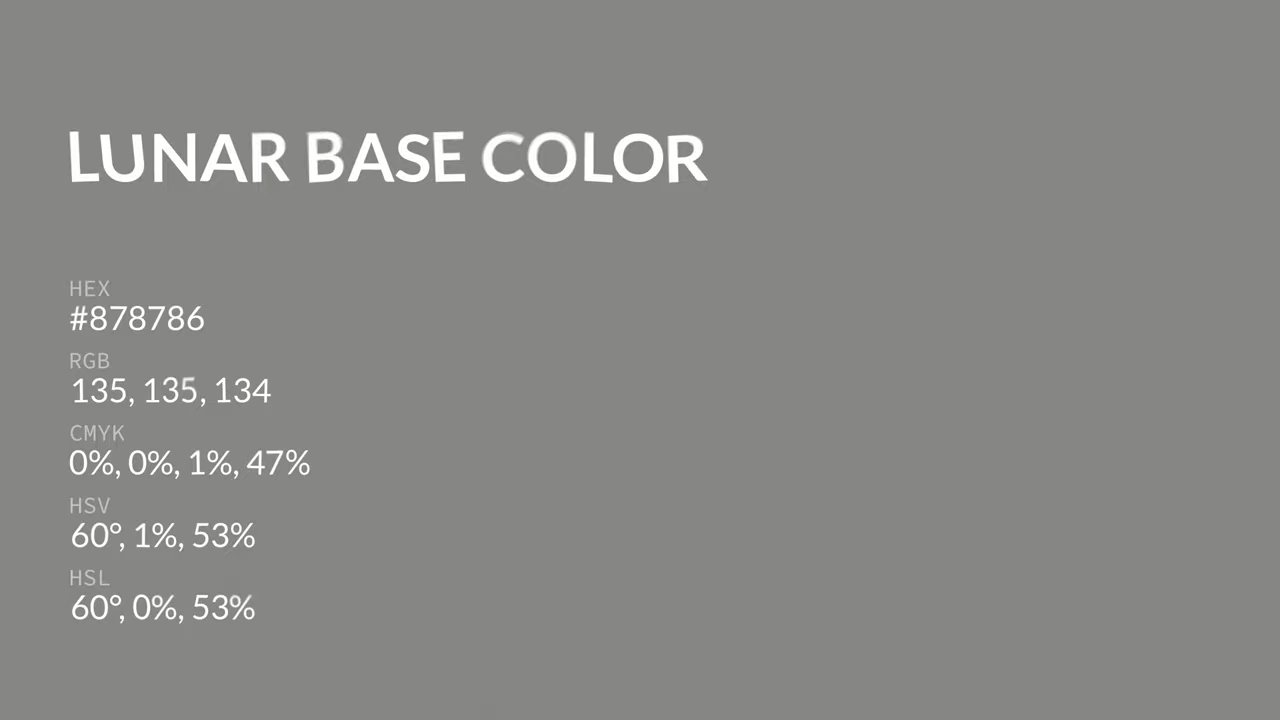 LUNAR BASE COLOR
HEX
#878786
RGB
135, 135, 134
CMYK
0%, 0%, 1%, 47%
HSV
60°, 1%, 53%
HSL
60°, 0%, 53%